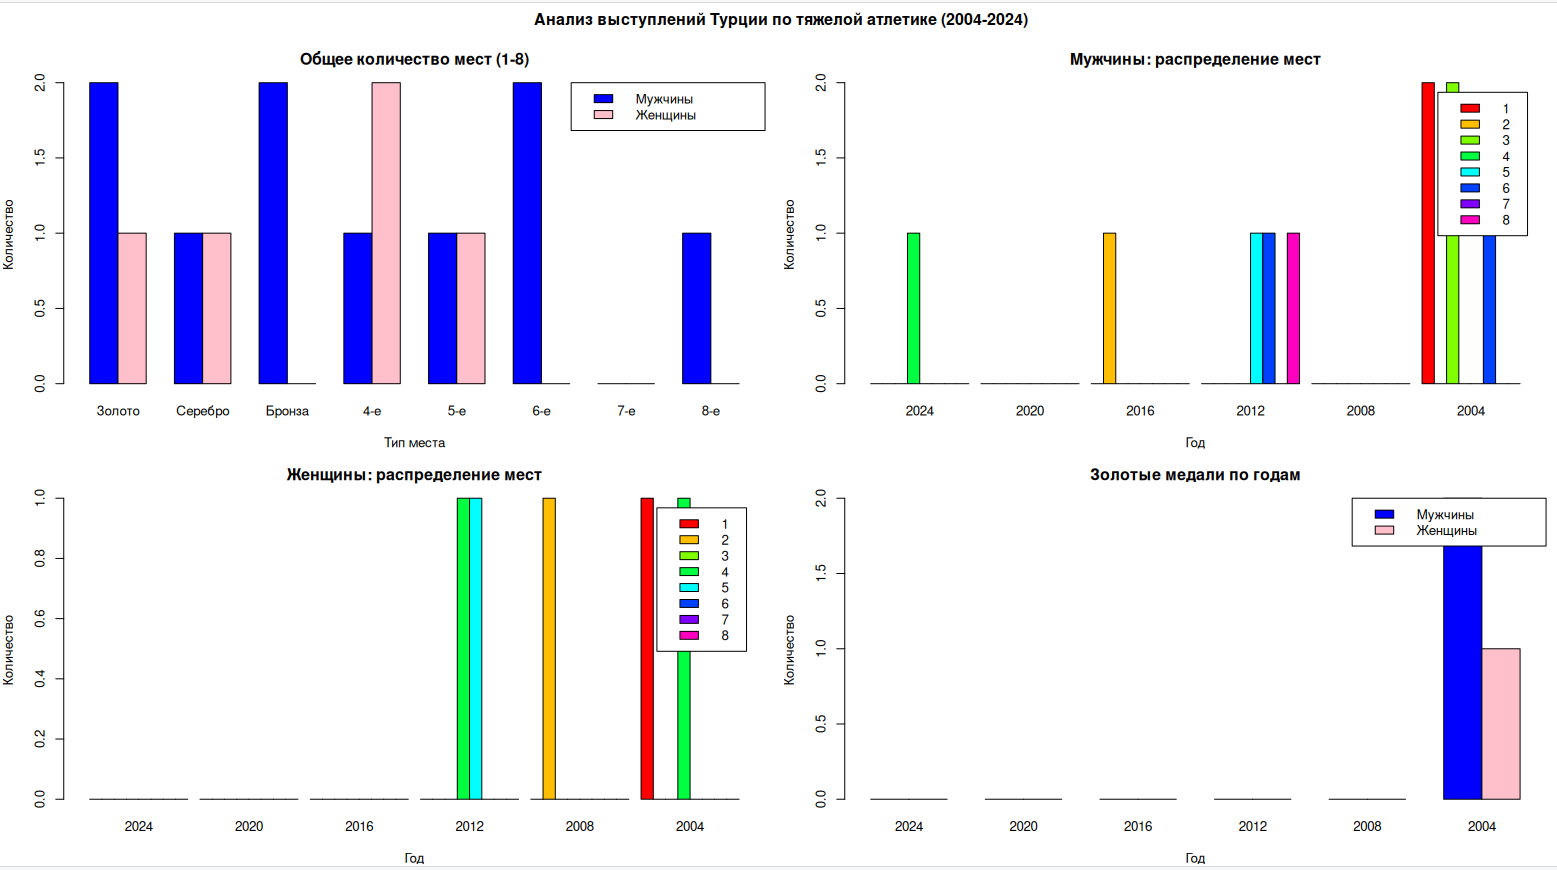 Анализ выступлений Турции по тяжелой атлетике (2004-2024)
Общее количество мест (1-8)
Количество
2.0
1.5
1.0
0.5
0.0
Мужчины
Женщины
Золото Серебро Бронза 4-е 5-е 6-е 7-е 8-е
Тип места
Мужчины: распределение мест
Количество
2.0
1.5
1.0
0.5
0.0
1
2
3
4
5
6
7
8
2024 2020 2016 2012 2008 2004
Год
Женщины: распределение мест
Количество
1.0
0.8
0.6
0.4
0.2
0.0
1
2
3
4
5
6
7
8
2024 2020 2016 2012 2008 2004
Год
Золотые медали по годам
Количество
2.0
1.5
1.0
0.5
0.0
Мужчины
Женщины
2024 2020 2016 2012 2008 2004
Год